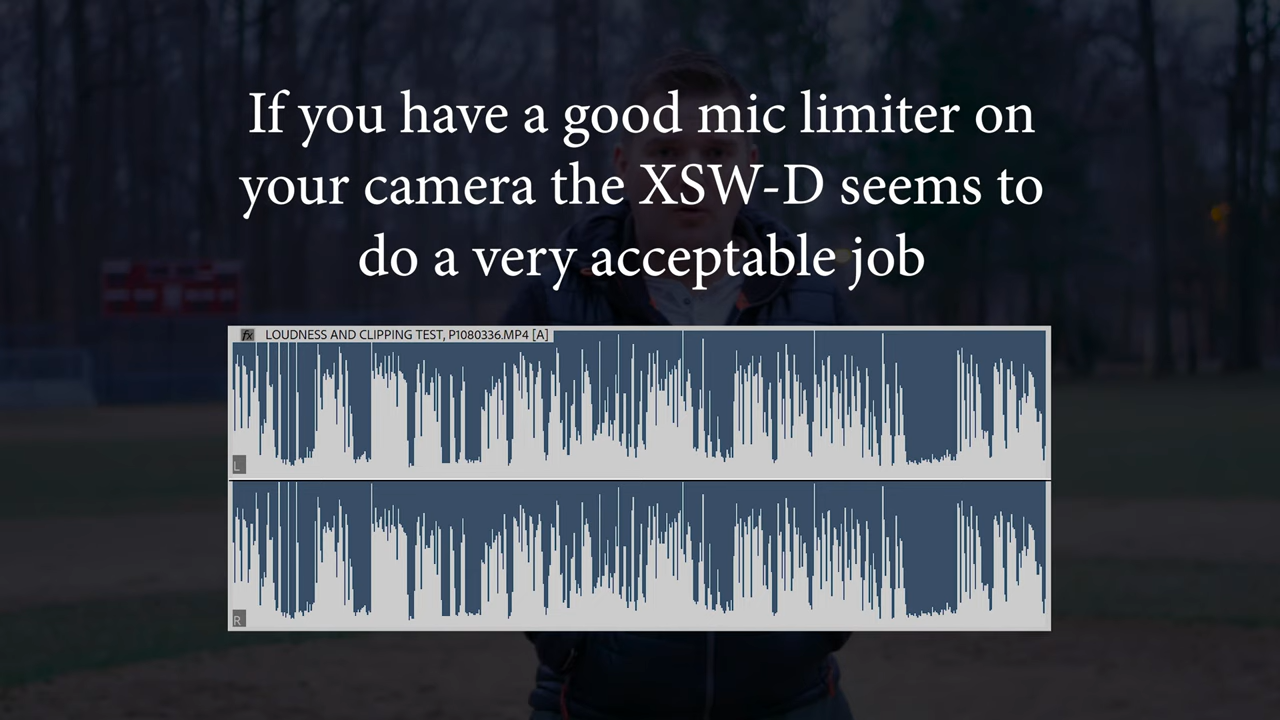 If you have a good mic limiter on
your camera the XSW-D seems to
do a very acceptable job
fx LOUDNESS AND CLIPPING TEST, P1080336.MP4 [A]
L
R